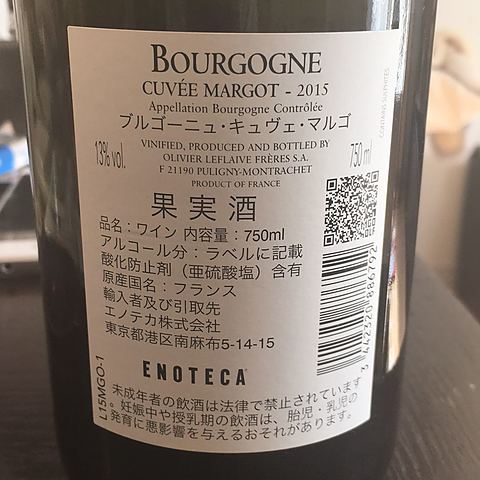 BOURGOGNE
CUVÉE MARGOT - 2015
Appellation Bourgogne Contrôlée
ブルゴーニュ・キュヴェ・マルゴ
VINIFIED, PRODUCED AND BOTTLED BY
13% vol.
OLIVIER LEFLAIVE FRÈRES S.A.
750 ml
F 21190 PULIGNY-MONTRACHET
PRODUCT OF FRANCE
CONTAINS SULPHITES
果実酒
品名：ワイン 内容量：750ml
アルコール分：ラベルに記載
酸化防止剤（亜硫酸塩）含有
原産国名：フランス
輸入者及び引取先
エノテカ株式会社
東京都港区南麻布5-14-15
3 442320 886792
ENOTECA
L15MGO-1
未成年者の飲酒は法律で禁止されています
。妊娠中や授乳期の飲酒は、胎児・乳児の
発育に悪影響を与えるおそれがあります。